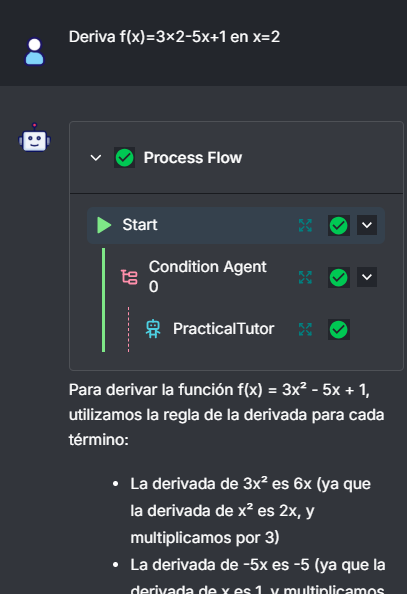 Deriva f(x)=3×2-5x+1 en x=2
Process Flow
Start
Condition Agent
0
PracticalTutor
Para derivar la función f(x) = 3x² - 5x + 1,
utilizamos la regla de la derivada para cada
término:
• La derivada de 3x² es 6x (ya que
la derivada de x² es 2x, y
multiplicamos por 3)
• La derivada de -5x es -5 (ya que la
derivada de x es 1, y multiplicamos